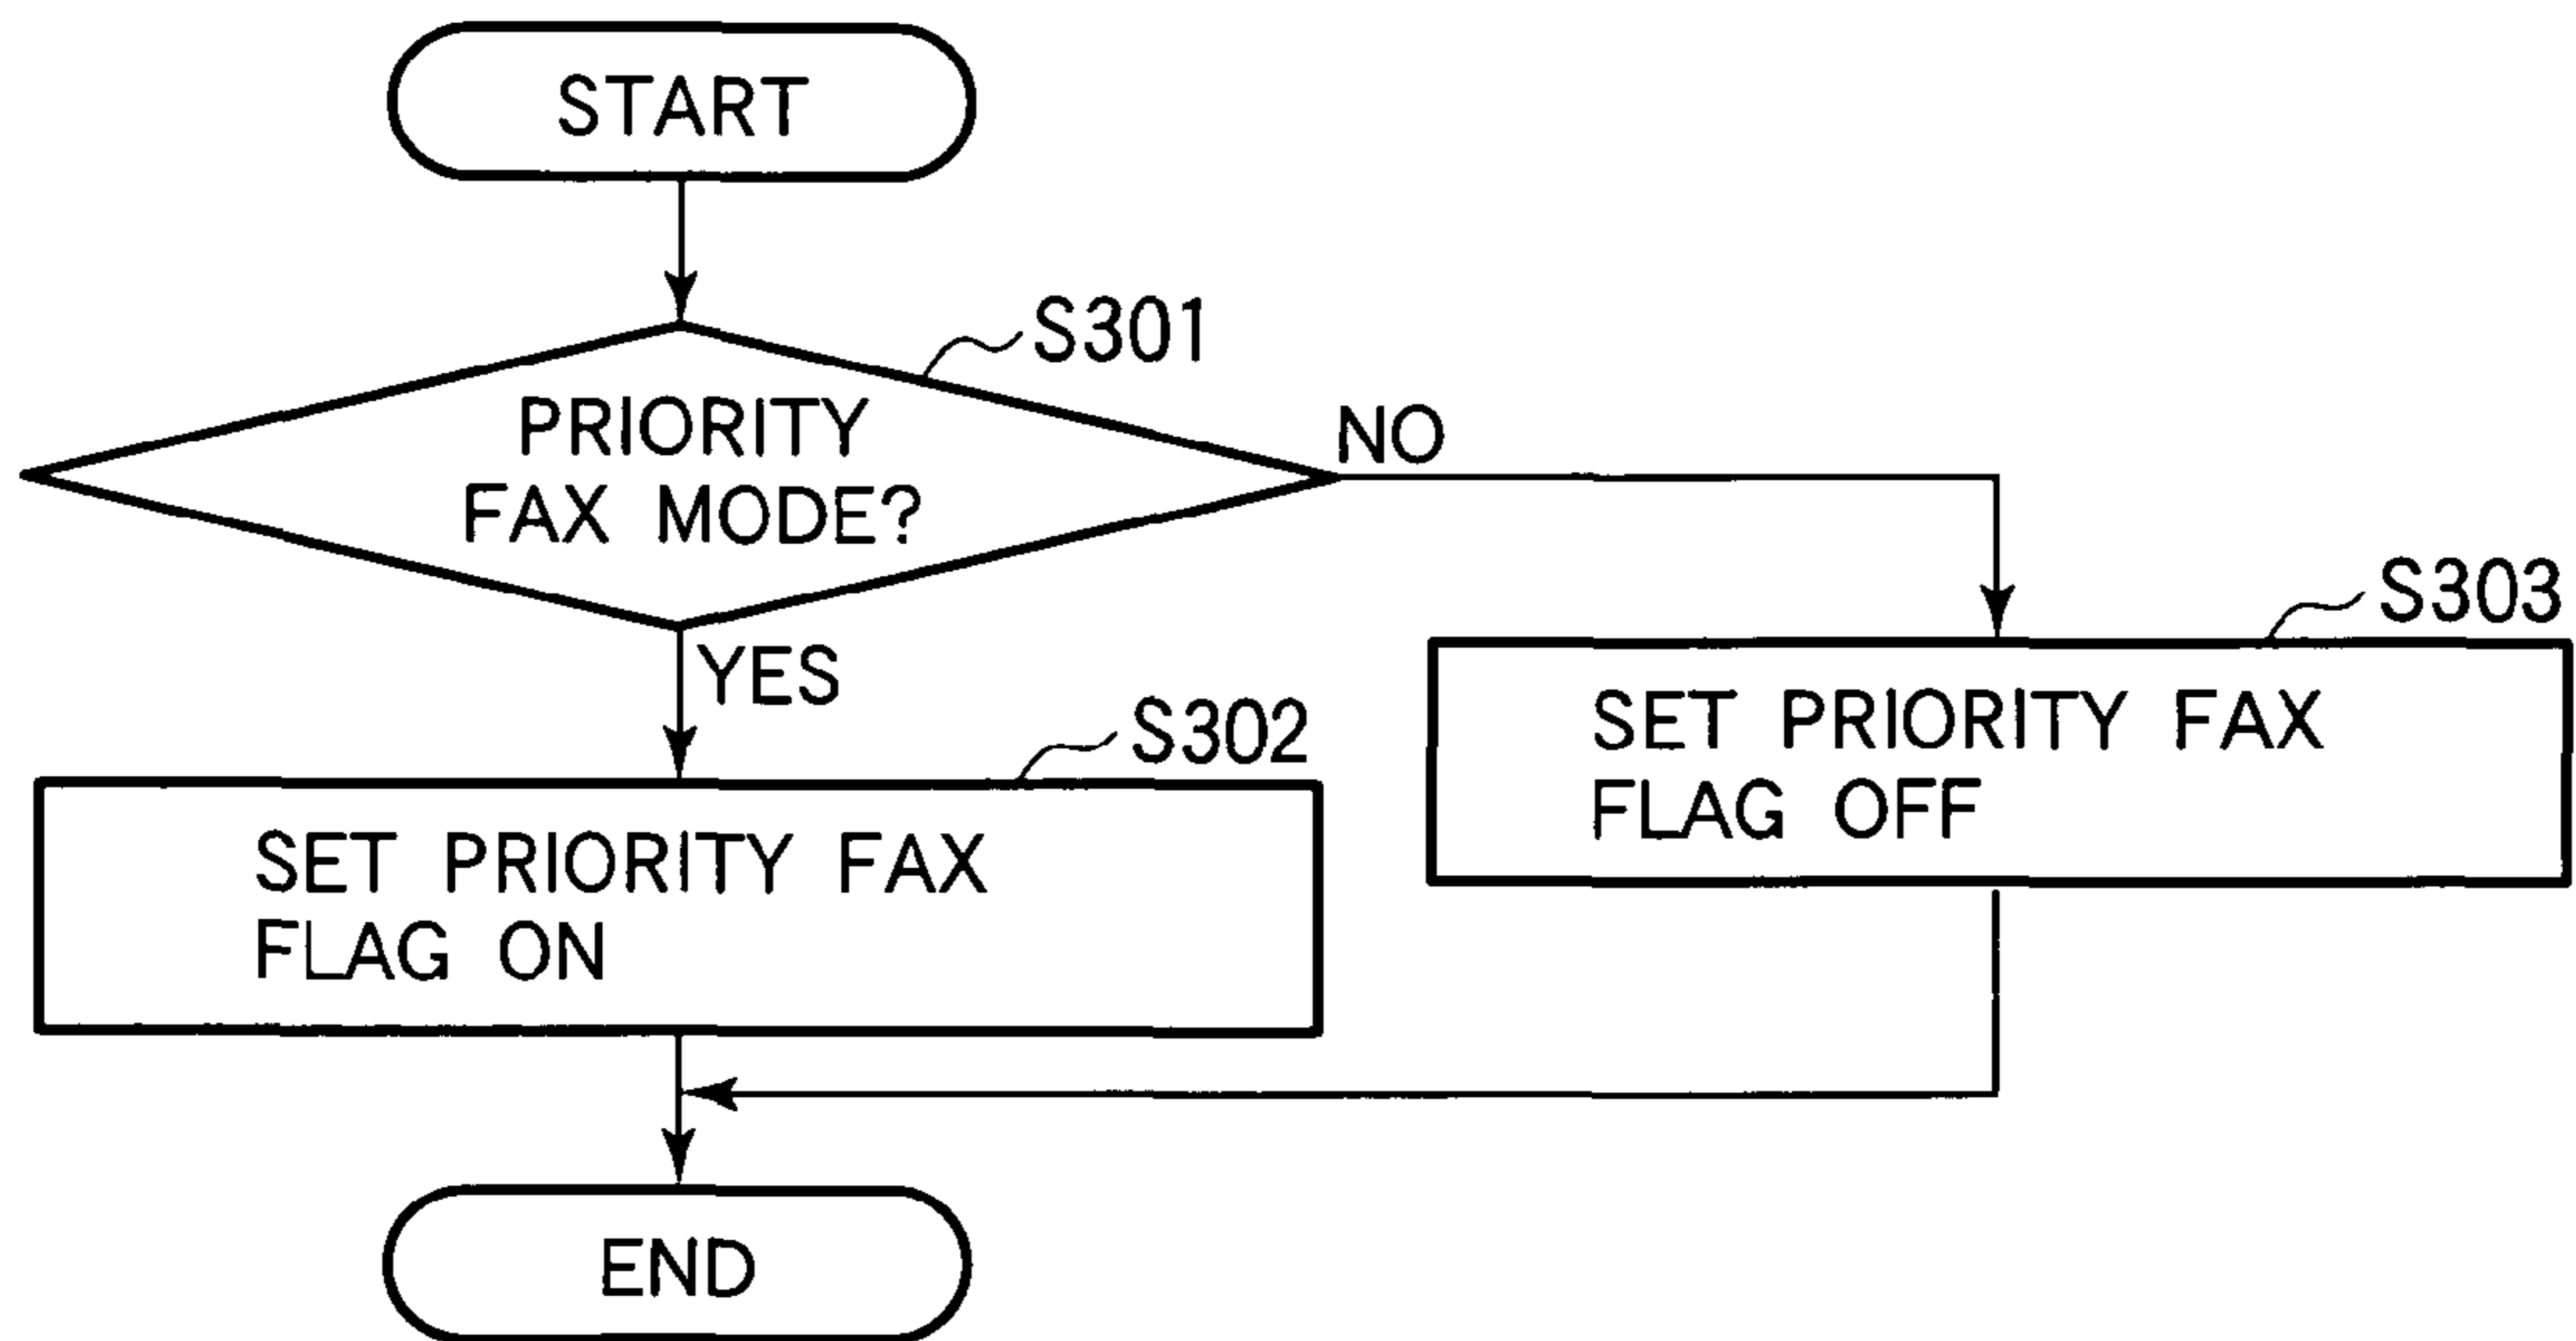 START
S301
PRIORITY
FAX MODE?
NO
YES
S303
SET PRIORITY FAX
FLAG OFF
S302
SET PRIORITY FAX
FLAG ON
END